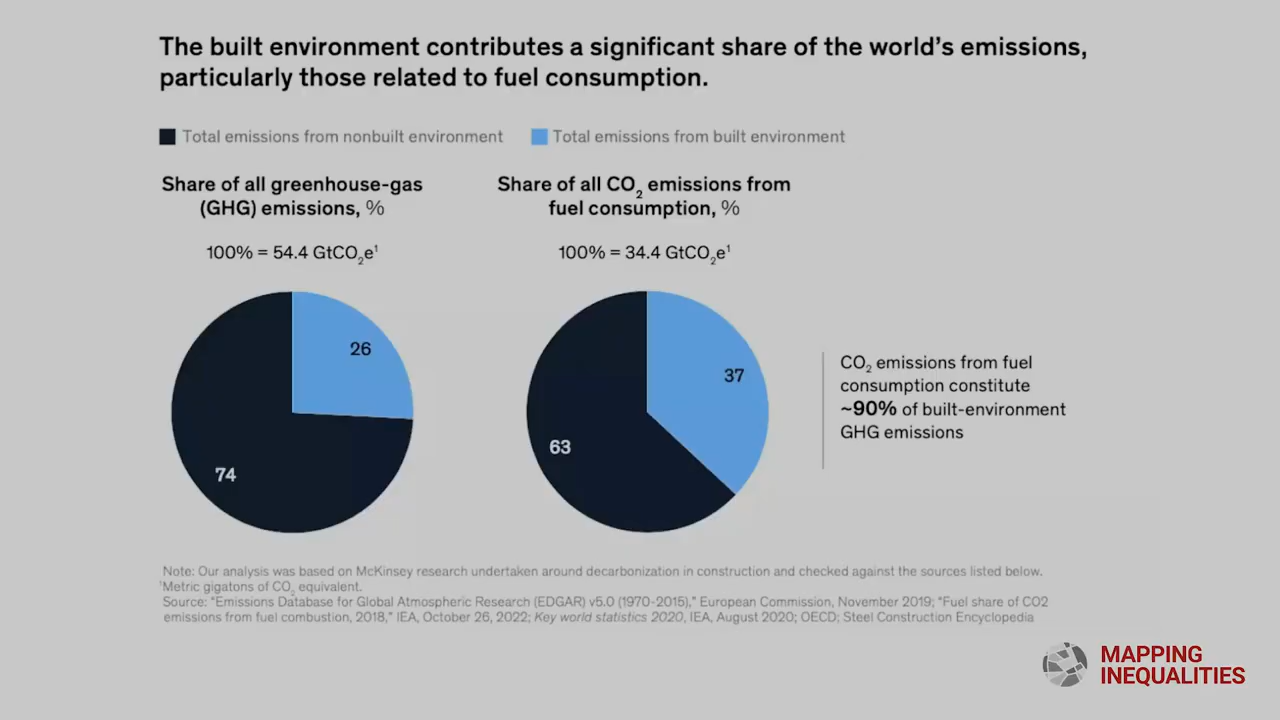 The built environment contributes a significant share of the world's emissions,
particularly those related to fuel consumption.
Total emissions from nonbuilt environment
Total emissions from built environment
Share of all greenhouse-gas
(GHG) emissions, %
100% = 54.4 GtCO₂e¹
26
74
Share of all CO₂ emissions from
fuel consumption, %
100% = 34.4 GtCO₂e¹
37
63
CO₂ emissions from fuel
consumption constitute
~90% of built-environment
GHG emissions
Note: Our analysis was based on McKinsey research undertaken around decarbonization in construction and checked against the sources listed below.
¹Metric gigatons of CO₂ equivalent.
Source: "Emissions Database for Global Atmospheric Research (EDGAR) v5.0 (1970-2015)," European Commission, November 2019; "Fuel share of CO2
emissions from fuel combustion, 2018," IEA, October 26, 2022; Key world statistics 2020, IEA, August 2020; OECD; Steel Construction Encyclopedia
MAPPING
INEQUALITIES